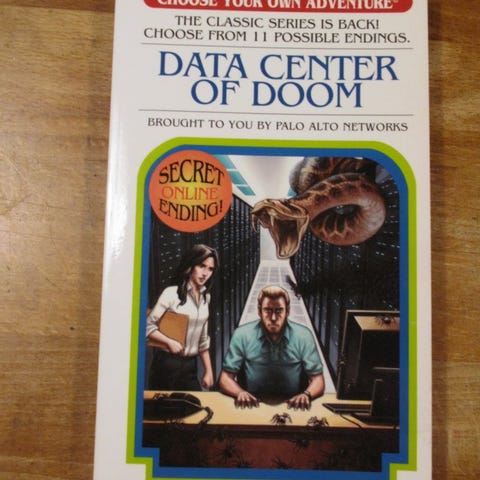 CHOOSE YOUR OWN ADVENTURE®
THE CLASSIC SERIES IS BACK!
CHOOSE FROM 11 POSSIBLE ENDINGS.
DATA CENTER
OF DOOM
BROUGHT TO YOU BY PALO ALTO NETWORKS
SECRET
ONLINE
ENDING!